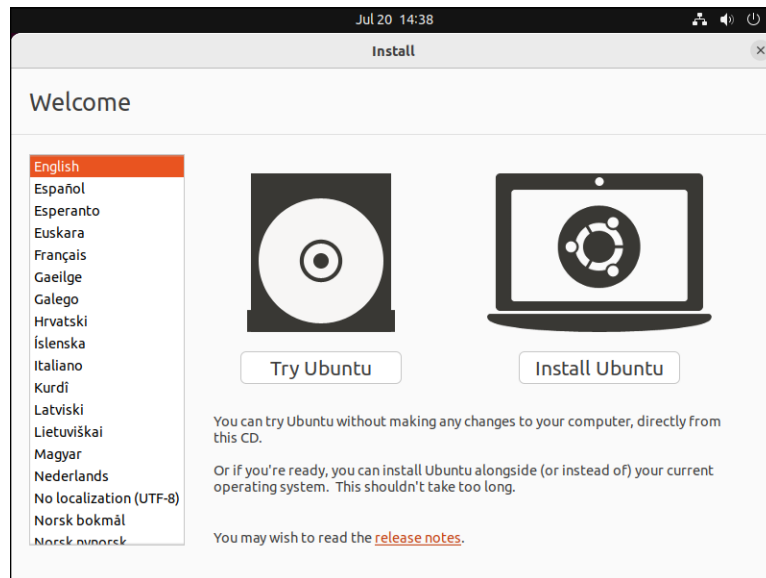 Jul 20 14:38
Install
Welcome
English
Español
Esperanto
Euskara
Français
Gaeilge
Galego
Hrvatski
Íslenska
Italiano
Kurdî
Latviski
Lietuviškai
Magyar
Nederlands
No localization (UTF-8)
Norsk bokmål
Norsk nynorsk
Try Ubuntu
Install Ubuntu
You can try Ubuntu without making any changes to your computer, directly from
this CD.
Or if you're ready, you can install Ubuntu alongside (or instead of) your current
operating system. This shouldn't take too long.
You may wish to read the release notes.